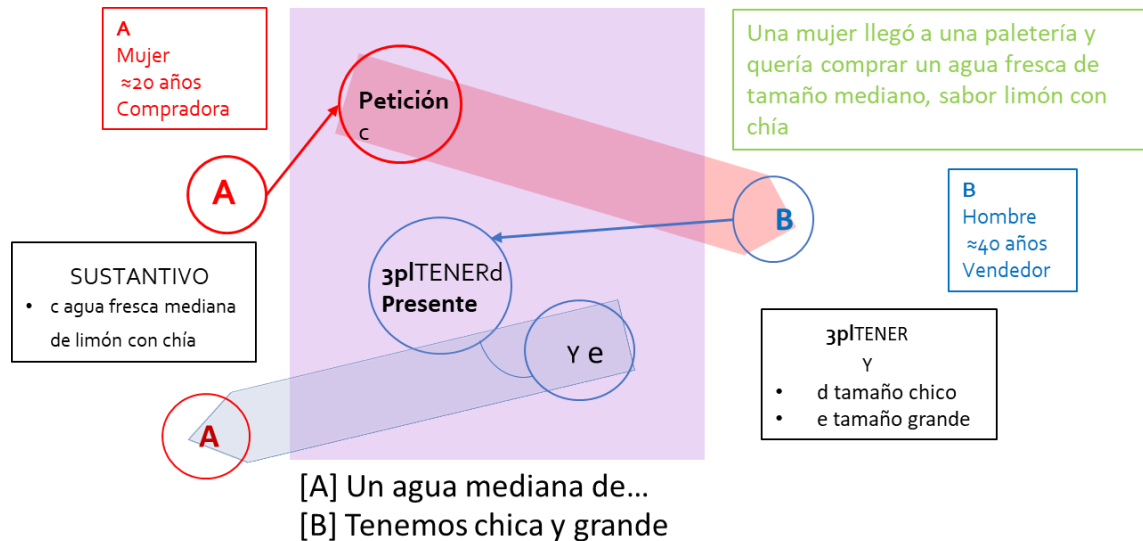 A
Mujer
≈20 años
Compradora
Una mujer llegó a una paletería y
quería comprar un agua fresca de
tamaño mediano, sabor limón con
chía
Petición
c
A
B
B
Hombre
≈40 años
Vendedor
SUSTANTIVO
• c agua fresca mediana
de limón con chía
3plTENERd
Presente
Y e
3plTENER
Y
• d tamaño chico
• e tamaño grande
A
[A] Un agua mediana de...
[B] Tenemos chica y grande